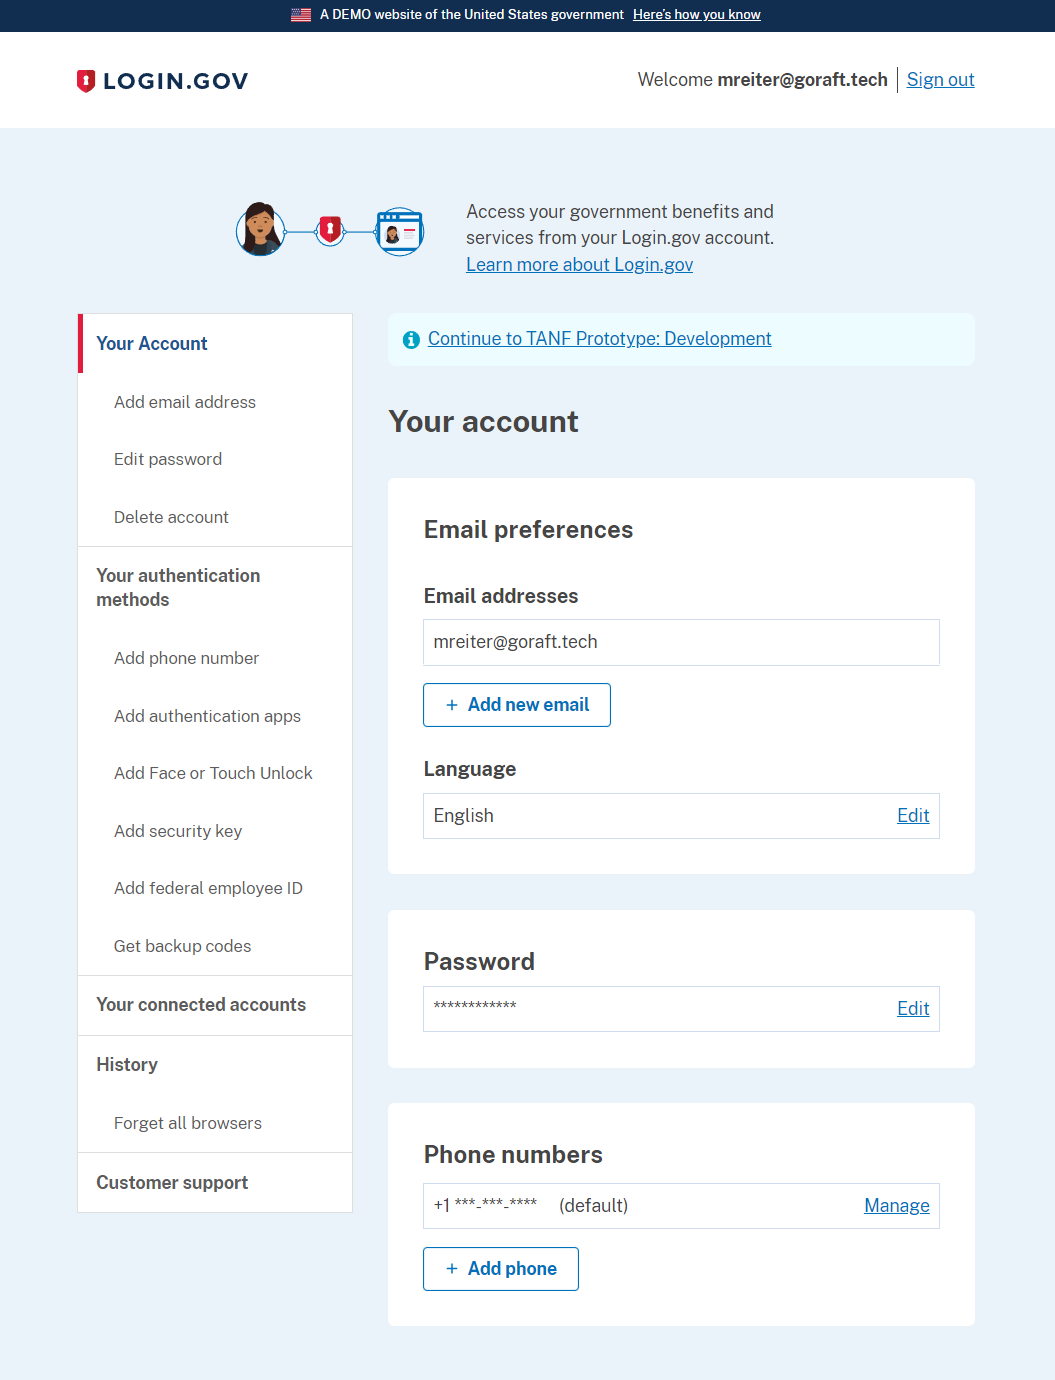 A DEMO website of the United States government Here's how you know
LOGIN.GOV
Welcome mreiter@goraft.tech Sign out
Access your government benefits and
services from your Login.gov account.
Learn more about Login.gov
Your Account
Add email address
Edit password
Delete account
Your authentication
methods
Add phone number
Add authentication apps
Add Face or Touch Unlock
Add security key
Add federal employee ID
Get backup codes
Your connected accounts
History
Forget all browsers
Customer support
Continue to TANF Prototype: Development
Your account
Email preferences
Email addresses
mreiter@goraft.tech
+ Add new email
Language
English Edit
Password
************ Edit
Phone numbers
+1 ***-***-**** (default) Manage
+ Add phone